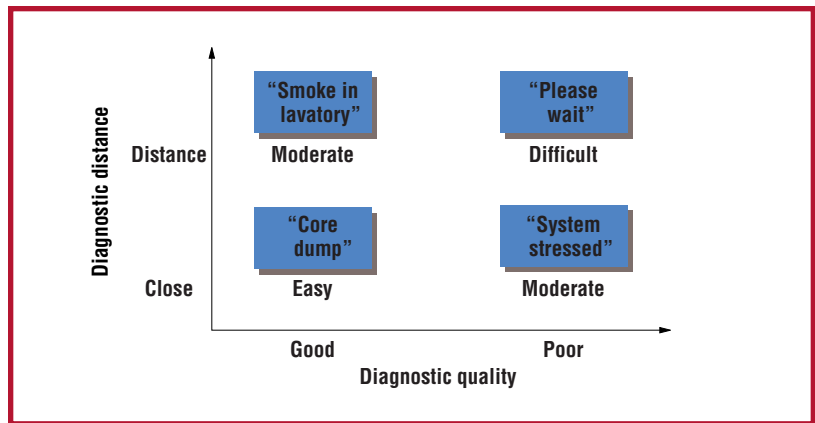 Diagnostic distance
“Smoke in
lavatory”
“Please
wait”
Distance
Moderate
Difficult
“Core
dump”
“System
stressed”
Close
Easy
Moderate
Good
Poor
Diagnostic quality